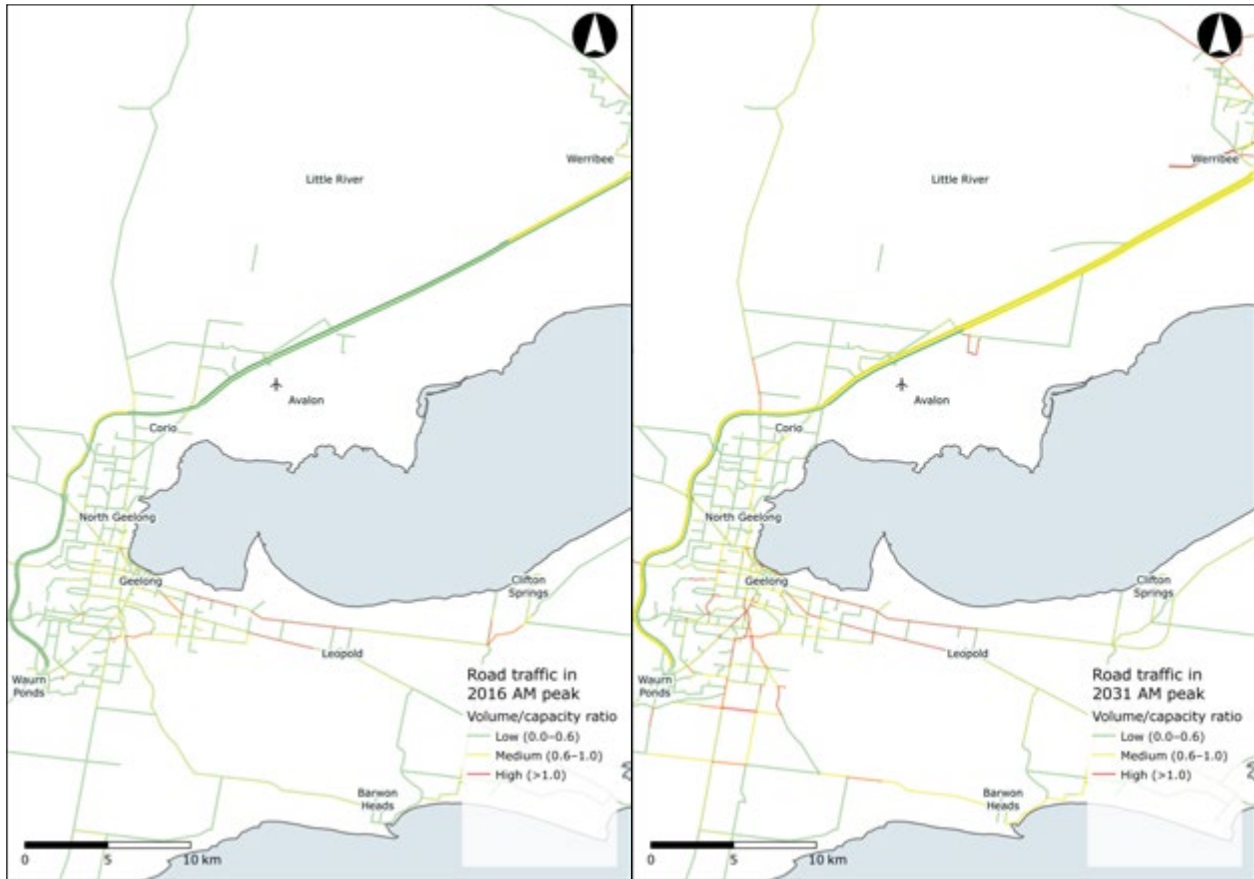 Werribee
Little River
Avalon
Corio
North Geelong
Geelong
Clifton
Springs
Leopold
Waurn
Ponds
Road traffic in
2016 AM peak
Volume/capacity ratio
Low (0.0–0.6)
Medium (0.6–1.0)
High (>1.0)
Barwon
Heads
0 5 10 km
Werribee
Little River
Avalon
Corio
North Geelong
Geelong
Clifton
Springs
Leopold
Waurn
Ponds
Road traffic in
2031 AM peak
Volume/capacity ratio
Low (0.0–0.6)
Medium (0.6–1.0)
High (>1.0)
Barwon
Heads
0 5 10 km